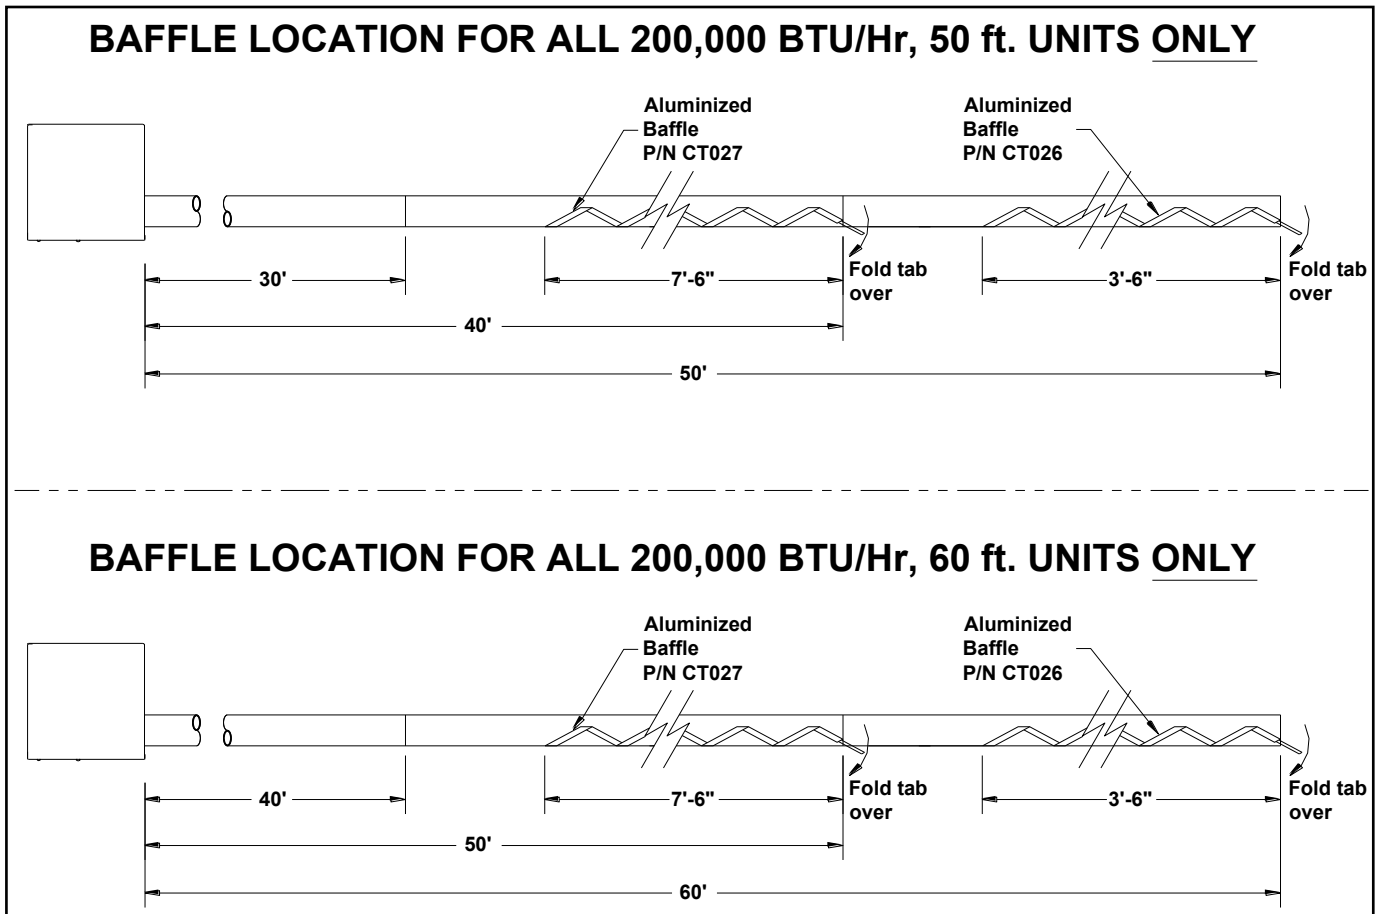 BAFFLE LOCATION FOR ALL 200,000 BTU/Hr, 50 ft. UNITS ONLY
Aluminized
Baffle
P/N CT027
Aluminized
Baffle
P/N CT026
Fold tab
over
Fold tab
over
30'
7'-6"
3'-6"
40'
50'
BAFFLE LOCATION FOR ALL 200,000 BTU/Hr, 60 ft. UNITS ONLY
Aluminized
Baffle
P/N CT027
Aluminized
Baffle
P/N CT026
Fold tab
over
Fold tab
over
40'
7'-6"
3'-6"
50'
60'